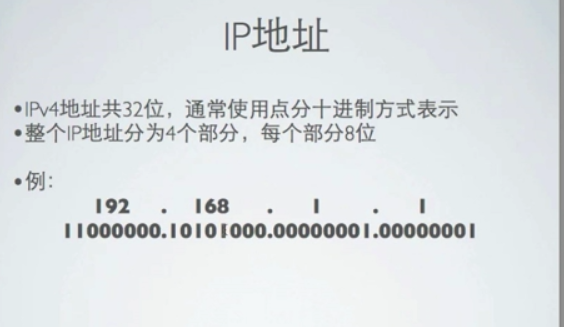 IP地址
•IPv4地址共32位，通常使用点分十进制方式表示
•整个IP地址分为4个部分，每个部分8位
•例：
192 . 168 . 1 . 1
11000000.10101000.00000001.00000001